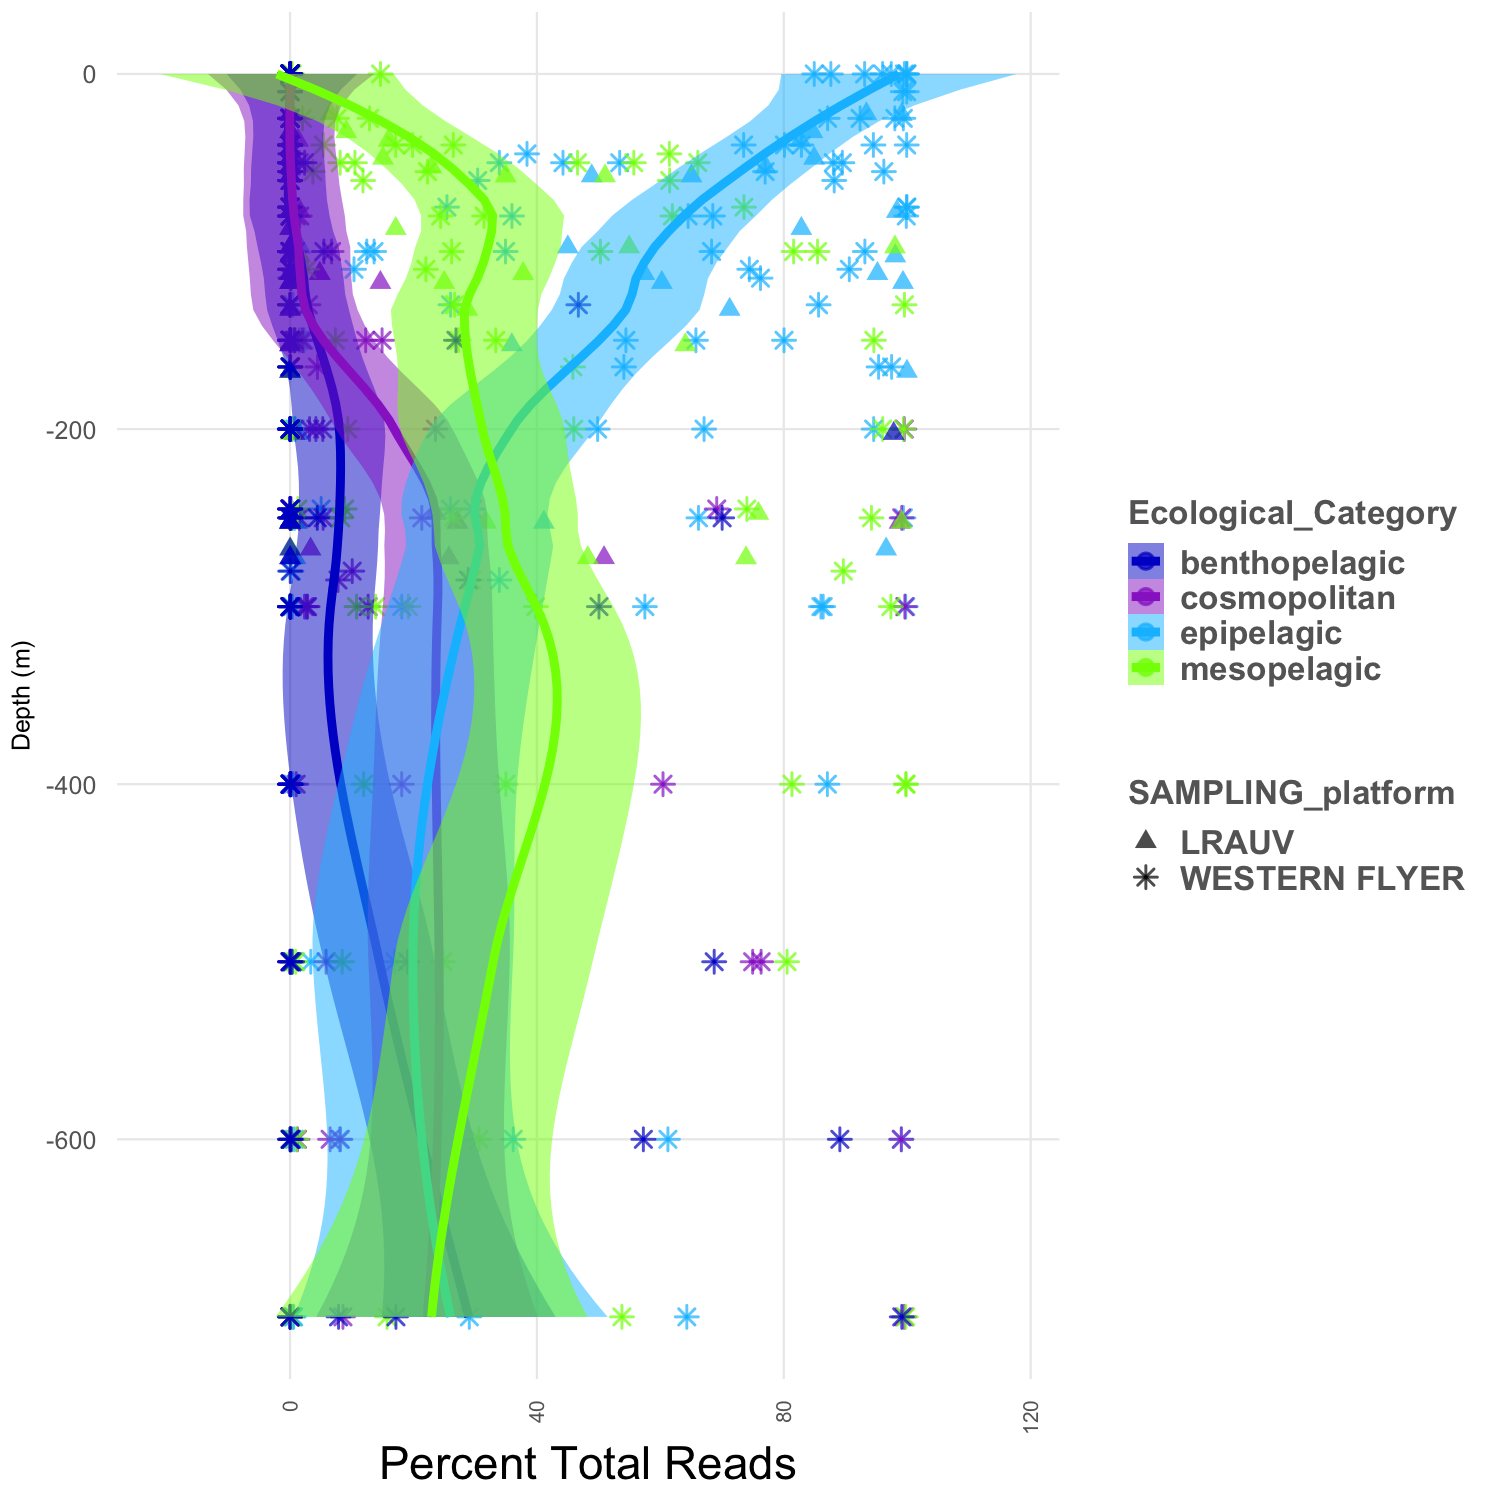 0
-200
-400
-600
Depth (m)
0
40
80
120
Percent Total Reads
Ecological_Category
benthopelagic
cosmopolitan
epipelagic
mesopelagic
SAMPLING_platform
LRAUV
WESTERN FLYER